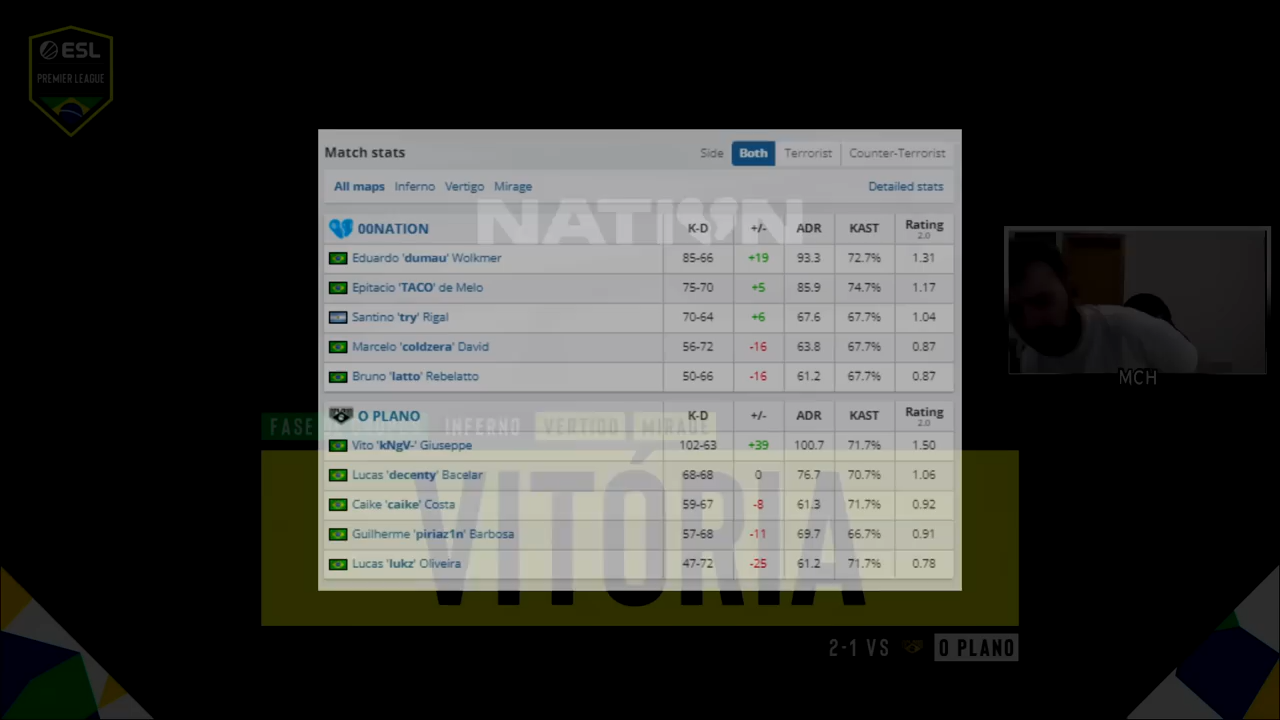 ESL
PREMIER LEAGUE
Match stats Side Both Terrorist Counter-Terrorist
All maps Inferno Vertigo Mirage Detailed stats
NATION
00NATION K-D +/- ADR KAST Rating 2.0
Eduardo 'dumau' Wolkmer 85-66 +19 93.3 72.7% 1.31
Epitacio 'TACO' de Melo 75-70 +5 85.9 74.7% 1.17
Santino 'try' Rigal 70-64 +6 67.6 67.7% 1.04
Marcelo 'coldzera' David 56-72 -16 63.8 67.7% 0.87
Bruno 'latto' Rebelatto 50-66 -16 61.2 67.7% 0.87
MCH
O PLANO K-D +/- ADR KAST Rating 2.0
FASE INFERNO VERTIGO MIRAGE
Vito 'kNgV-' Giuseppe 102-63 +39 100.7 71.7% 1.50
Lucas 'decenty' Bacelar 68-68 0 76.7 70.7% 1.06
Caike 'caike' Costa 59-67 -8 61.3 71.7% 0.92
Guilherme 'piriaz1n' Barbosa 57-68 -11 69.7 66.7% 0.91
Lucas 'lukz' Oliveira 47-72 -25 61.2 71.7% 0.78
VITÓRIA
2-1 VS O PLANO